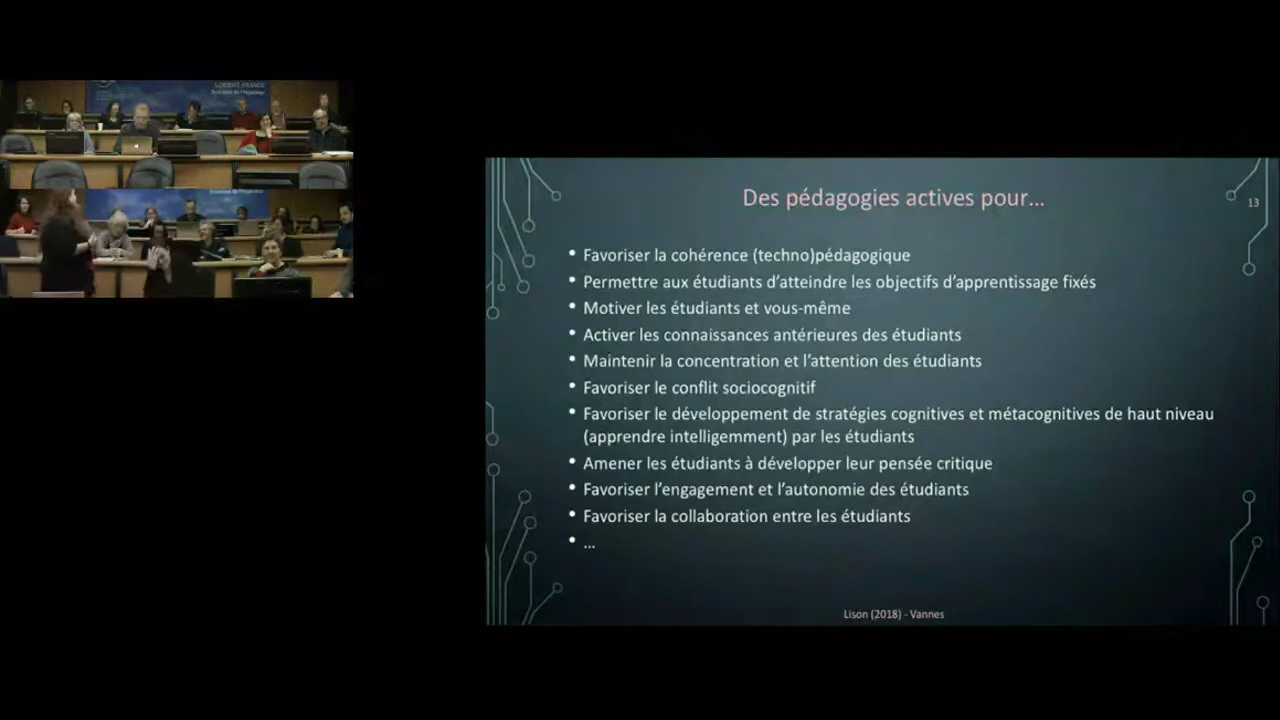 LORIENT, FRANCE
Des pédagogies actives pour...
13
• Favoriser la cohérence (techno)pédagogique
• Permettre aux étudiants d’atteindre les objectifs d’apprentissage fixés
• Motiver les étudiants et vous-même
• Activer les connaissances antérieures des étudiants
• Maintenir la concentration et l’attention des étudiants
• Favoriser le conflit sociocognitif
• Favoriser le développement de stratégies cognitives et métacognitives de haut niveau
(apprendre intelligemment) par les étudiants
• Amener les étudiants à développer leur pensée critique
• Favoriser l’engagement et l’autonomie des étudiants
• Favoriser la collaboration entre les étudiants
• ...
Lison (2018) - Vannes